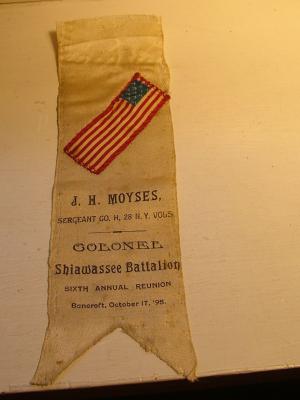 J. H. MOYSES,
SERGEANT CO. H, 28 N. Y. VOLS.
COLONEL
Shiawassee Battalion
SIXTH ANNUAL REUNION
Bancroft, October 17, '95.